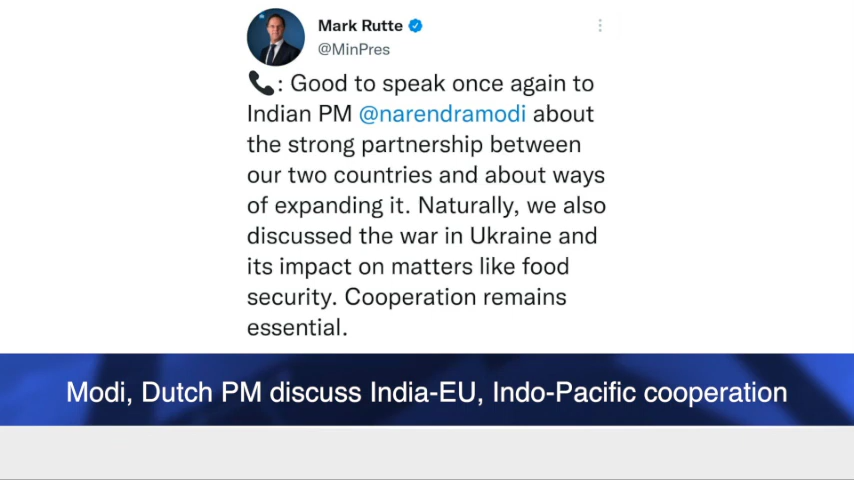 Mark Rutte
@MinPres
📞: Good to speak once again to
Indian PM @narendramodi about
the strong partnership between
our two countries and about ways
of expanding it. Naturally, we also
discussed the war in Ukraine and
its impact on matters like food
security. Cooperation remains
essential.
Modi, Dutch PM discuss India-EU, Indo-Pacific cooperation